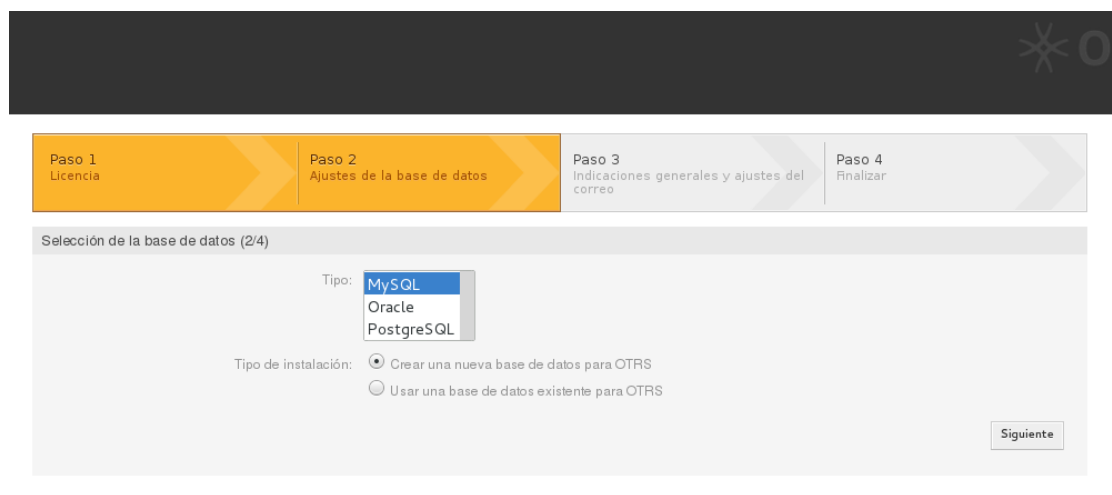 Paso 1
Licencia
Paso 2
Ajustes de la base de datos
Paso 3
Indicaciones generales y ajustes del
correo
Paso 4
Finalizar
Selección de la base de datos (2/4)
Tipo:
MySQL
Oracle
PostgreSQL
Tipo de instalación:
Crear una nueva base de datos para OTRS
Usar una base de datos existente para OTRS
Siguiente